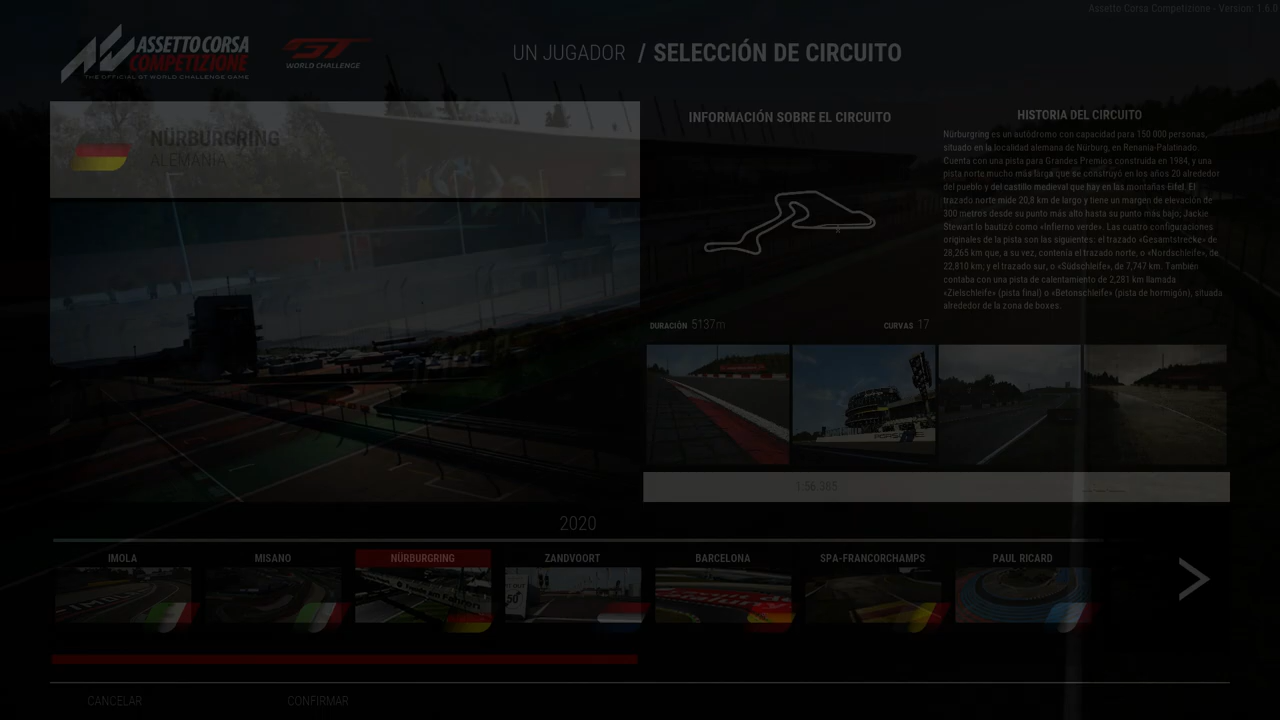 Assetto Corsa Competizione - Version: 1.6.0
ASSETTO CORSA
COMPETIZIONE
THE OFFICIAL GT WORLD CHALLENGE GAME
GT
WORLD CHALLENGE
UN JUGADOR / SELECCIÓN DE CIRCUITO
NÜRBURGRING
ALEMANIA
INFORMACIÓN SOBRE EL CIRCUITO
DURACIÓN 5137m
CURVAS 17
HISTORIA DEL CIRCUITO
Nürburgring es un autódromo con capacidad para 150 000 personas,
situado en la localidad alemana de Nürburg, en Renania-Palatinado.
Cuenta con una pista para Grandes Premios construida en 1984, y una
pista norte mucho más larga que se construyó en los años 20 alrededor
del pueblo y del castillo medieval que hay en las montañas Eifel. El
trazado norte mide 20,8 km de largo y tiene un margen de elevación de
300 metros desde su punto más alto hasta su punto más bajo; Jackie
Stewart lo bautizó como «Infierno verde». Las cuatro configuraciones
originales de la pista son las siguientes: el trazado «Gesamtstrecke» de
28,265 km que, a su vez, contenía el trazado norte, o «Nordschleife», de
22,810 km; y el trazado sur, o «Südschleife», de 7,747 km. También
contaba con una pista de calentamiento de 2,281 km llamada
«Zielschleife» (pista final) o «Betonschleife» (pista de hormigón), situada
alrededor de la zona de boxes.
1:56.385
2020
IMOLA
MISANO
NÜRBURGRING
ZANDVOORT
BARCELONA
SPA-FRANCORCHAMPS
PAUL RICARD
CANCELAR
CONFIRMAR